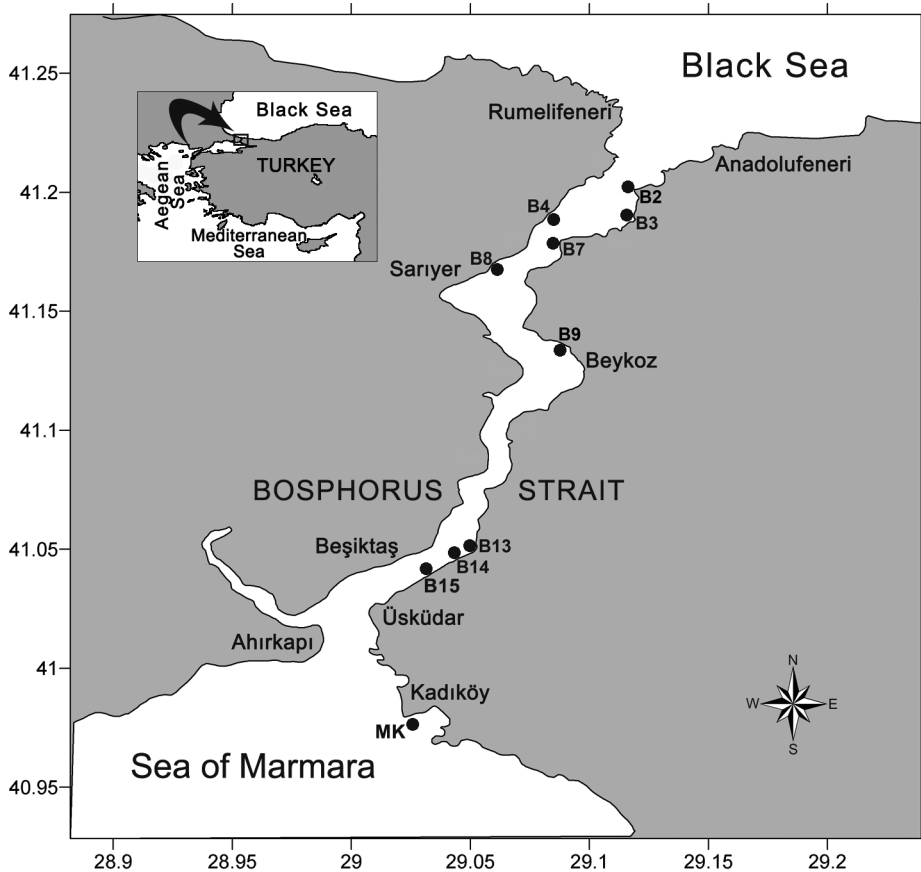 41.25
Black Sea
Rumelifeneri
Black Sea
TURKEY
Aegean
Sea
Mediterranean
Sea
Anadolufeneri
41.2
B2
B4
B3
B7
B8
Sarıyer
41.15
B9
Beykoz
41.1
BOSPHORUS STRAIT
41.05
Beşiktaş
B13
B14
B15
Üsküdar
Ahırkapı
41
Kadıköy
MK
N
W
E
S
Sea of Marmara
40.95
28.9 28.95 29 29.05 29.1 29.15 29.2